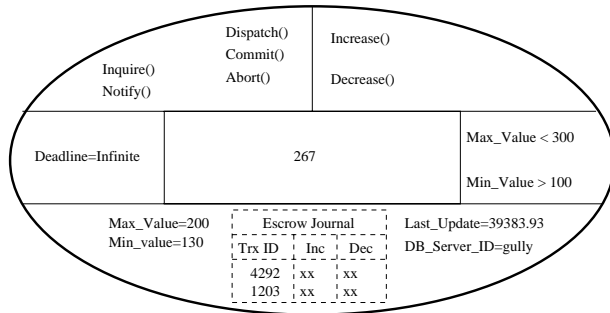 Dispatch()
Commit()
Abort()
Inquire()
Notify()
Increase()
Decrease()
Deadline=Infinite
267
Max_Value < 300
Min_Value > 100
Max_Value=200
Min_value=130
Escrow Journal
Trx ID Inc Dec
4292 xx xx
1203 xx xx
Last_Update=39383.93
DB_Server_ID=gully